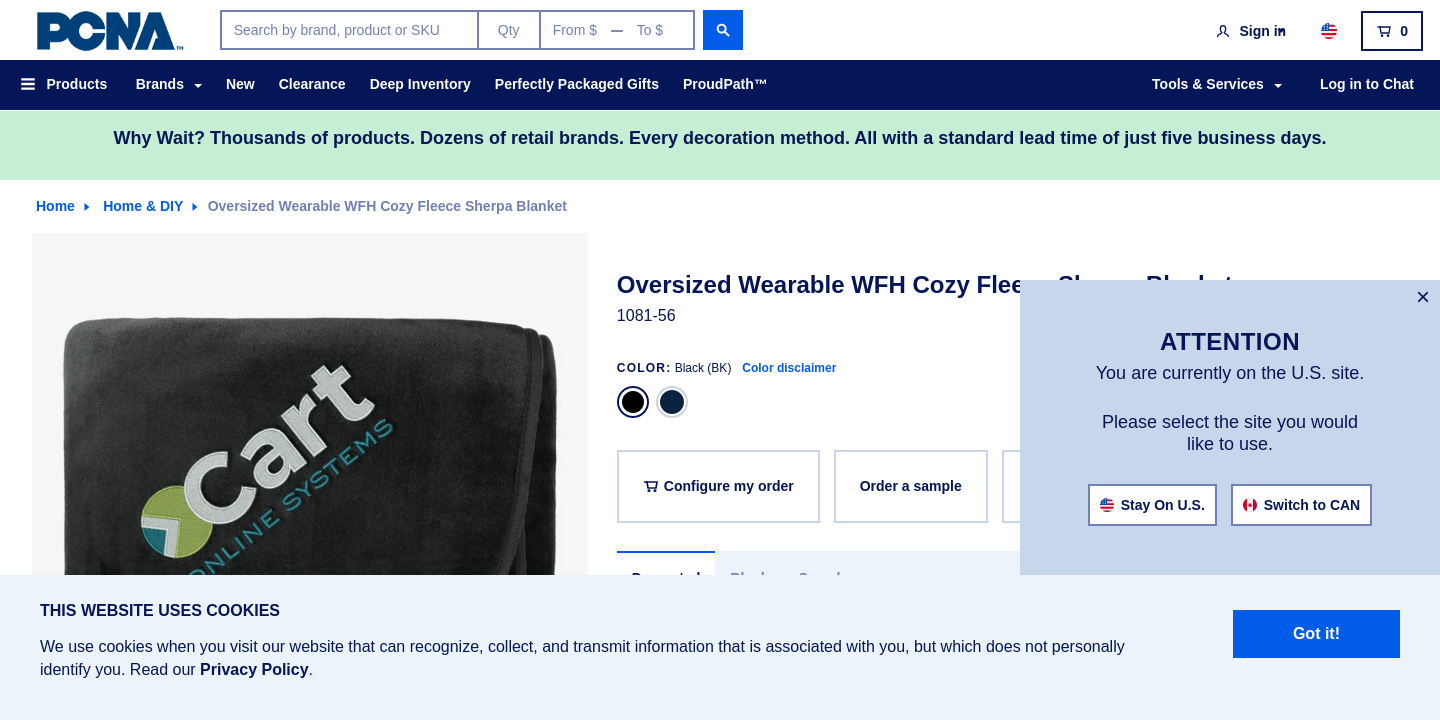 PCNA™
Search by brand, product or SKU
Qty
From $ — To $
Sign in
0
Products
Brands
New
Clearance
Deep Inventory
Perfectly Packaged Gifts
ProudPath™
Tools & Services
Log in to Chat
Why Wait? Thousands of products. Dozens of retail brands. Every decoration method. All with a standard lead time of just five business days.
Home
Home & DIY
Oversized Wearable WFH Cozy Fleece Sherpa Blanket
Cart
ONLINE SYSTEMS
Oversized Wearable WFH Cozy Fleece Sherpa Blanket
1081-56
COLOR: Black (BK) Color disclaimer
Configure my order
Order a sample
×
ATTENTION
You are currently on the U.S. site.
Please select the site you would
like to use.
Stay On U.S.
Switch to CAN
THIS WEBSITE USES COOKIES
We use cookies when you visit our website that can recognize, collect, and transmit information that is associated with you, but which does not personally
identify you. Read our Privacy Policy.
Got it!